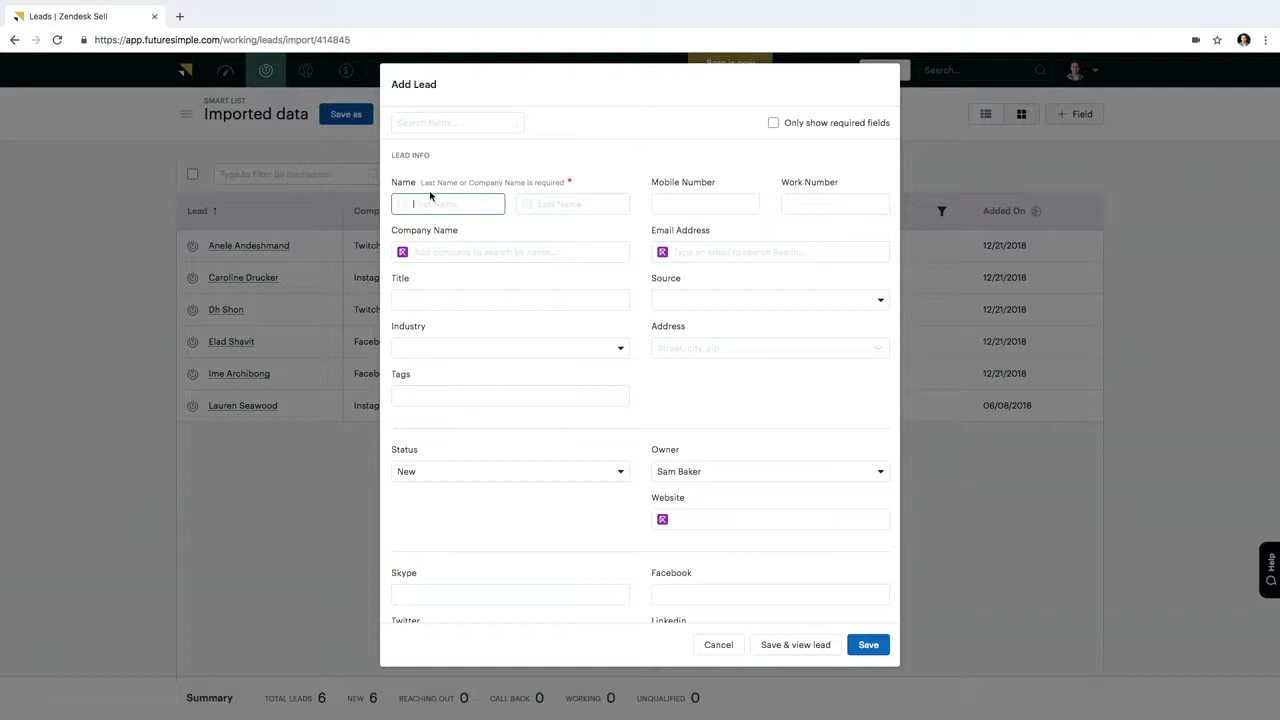 Leads | Zendesk Sell
https://app.futuresimple.com/working/leads/import/414845
Search...
SMART LIST
Imported data
Save as
Field
Type to filter by lead name
Lead
Added On
Anele Andeshmand
Twitch
12/21/2018
Caroline Drucker
12/21/2018
Dh Shon
Twitch
12/21/2018
Elad Shavit
12/21/2018
Ime Archibong
12/21/2018
Lauren Seawood
06/08/2018
Add Lead
Search fields...
Only show required fields
LEAD INFO
Name Last Name or Company Name is required *
Mobile Number
Work Number
First Name
Last Name
Company Name
Email Address
Add company to search by name....
Type an email to search Reach...
Title
Source
Industry
Address
Street, city, zip
Tags
Status
Owner
New
Sam Baker
Website
Skype
Facebook
Twitter
Linkedin
Cancel
Save & view lead
Save
Help
Summary
TOTAL LEADS 6
NEW 6
REACHING OUT 0
CALL BACK 0
WORKING 0
UNQUALIFIED 0